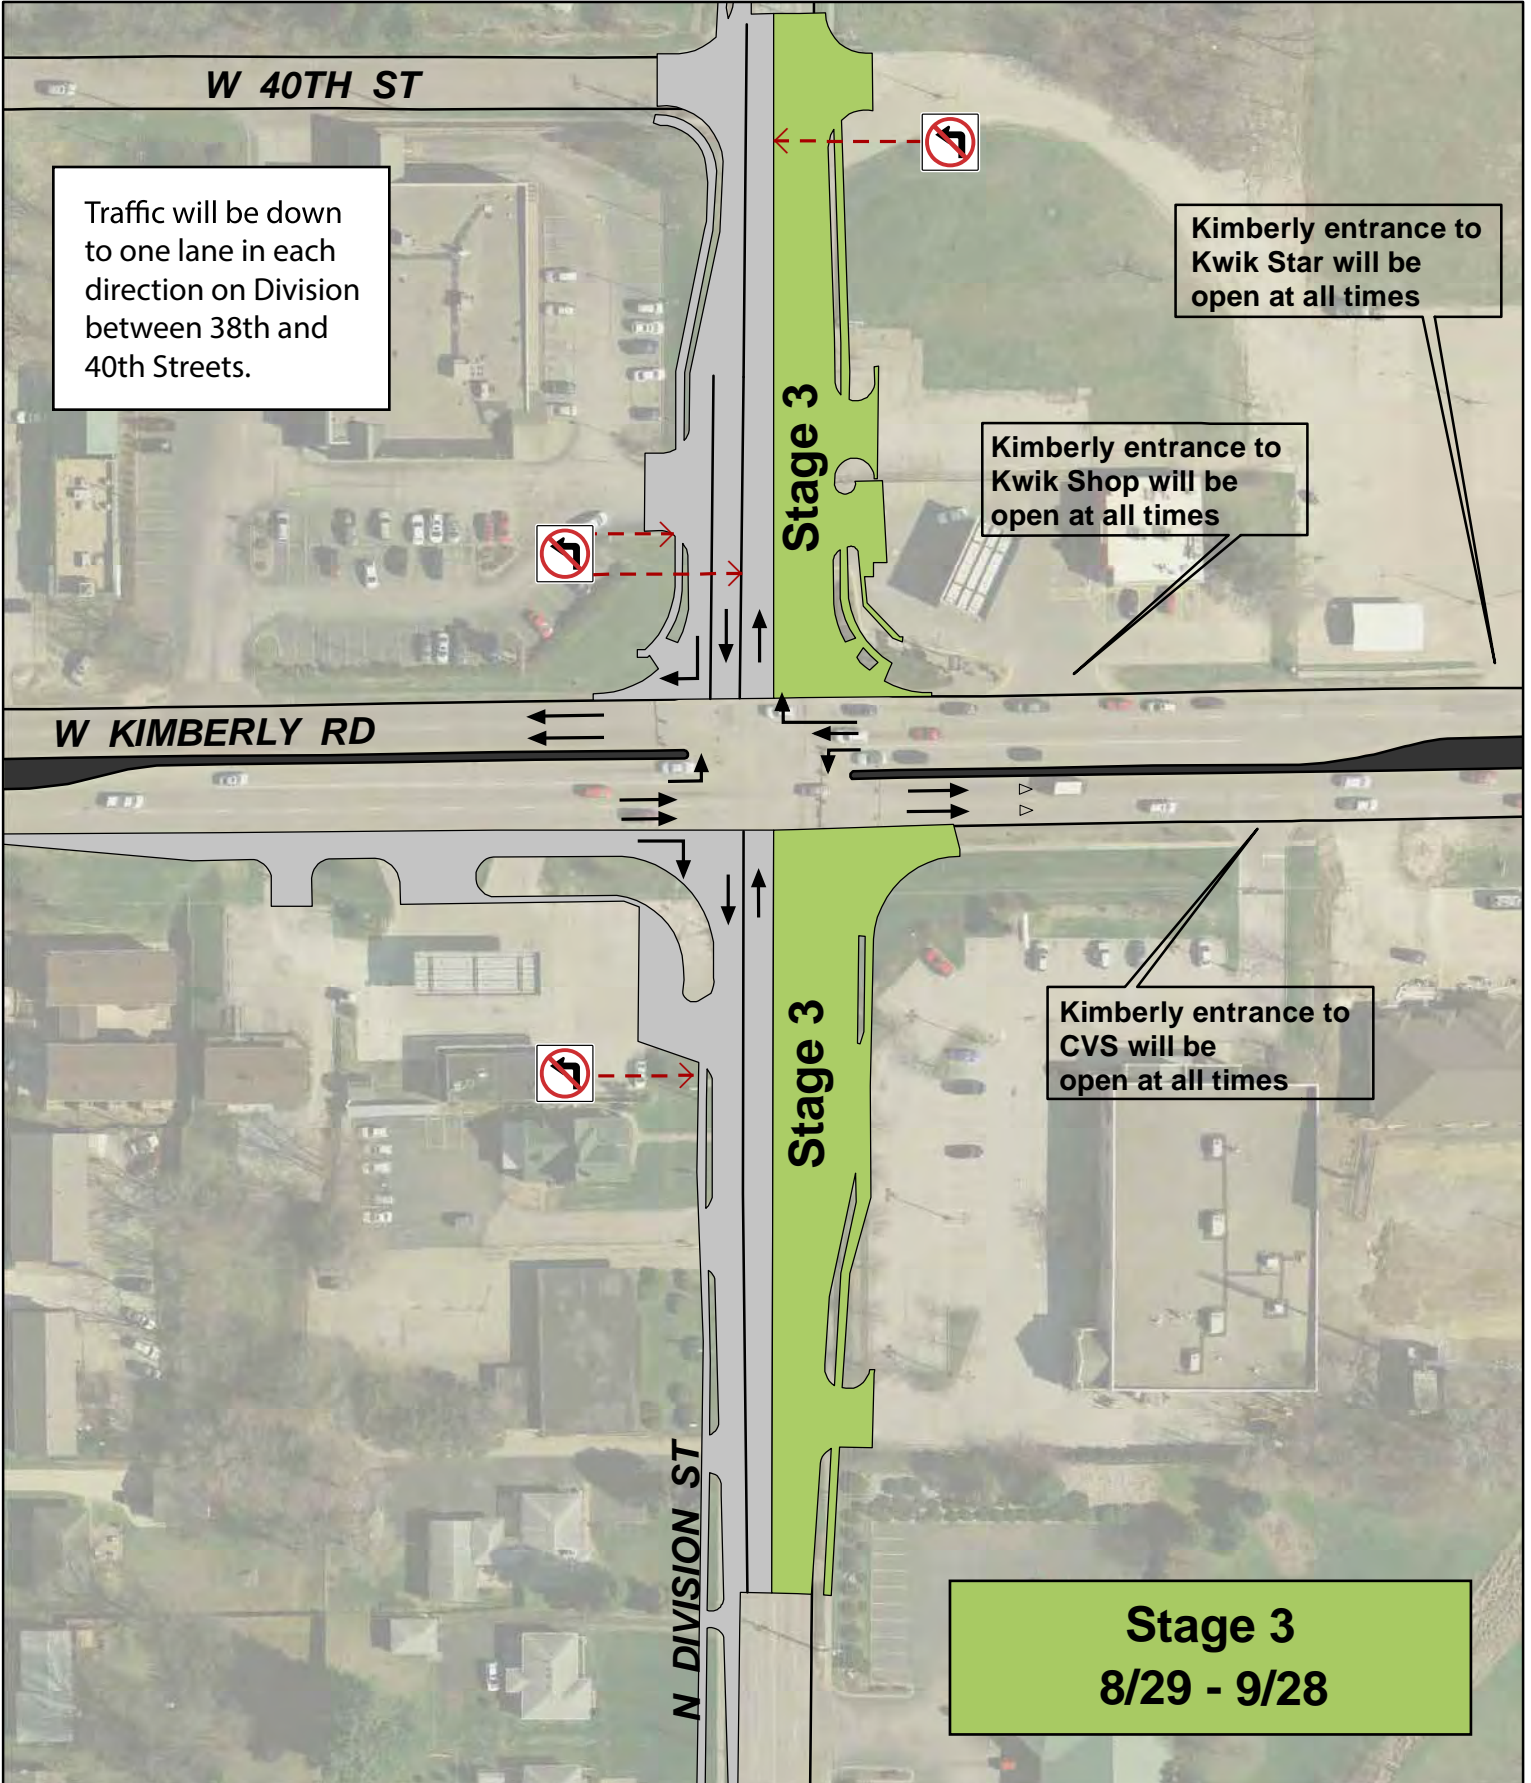 W 40TH ST
Traffic will be down
to one lane in each
direction on Division
between 38th and
40th Streets.
Kimberly entrance to
Kwik Star will be
open at all times
Stage 3
Kimberly entrance to
Kwik Shop will be
open at all times
W KIMBERLY RD
Stage 3
Kimberly entrance to
CVS will be
open at all times
N DIVISION ST
Stage 3
8/29 - 9/28